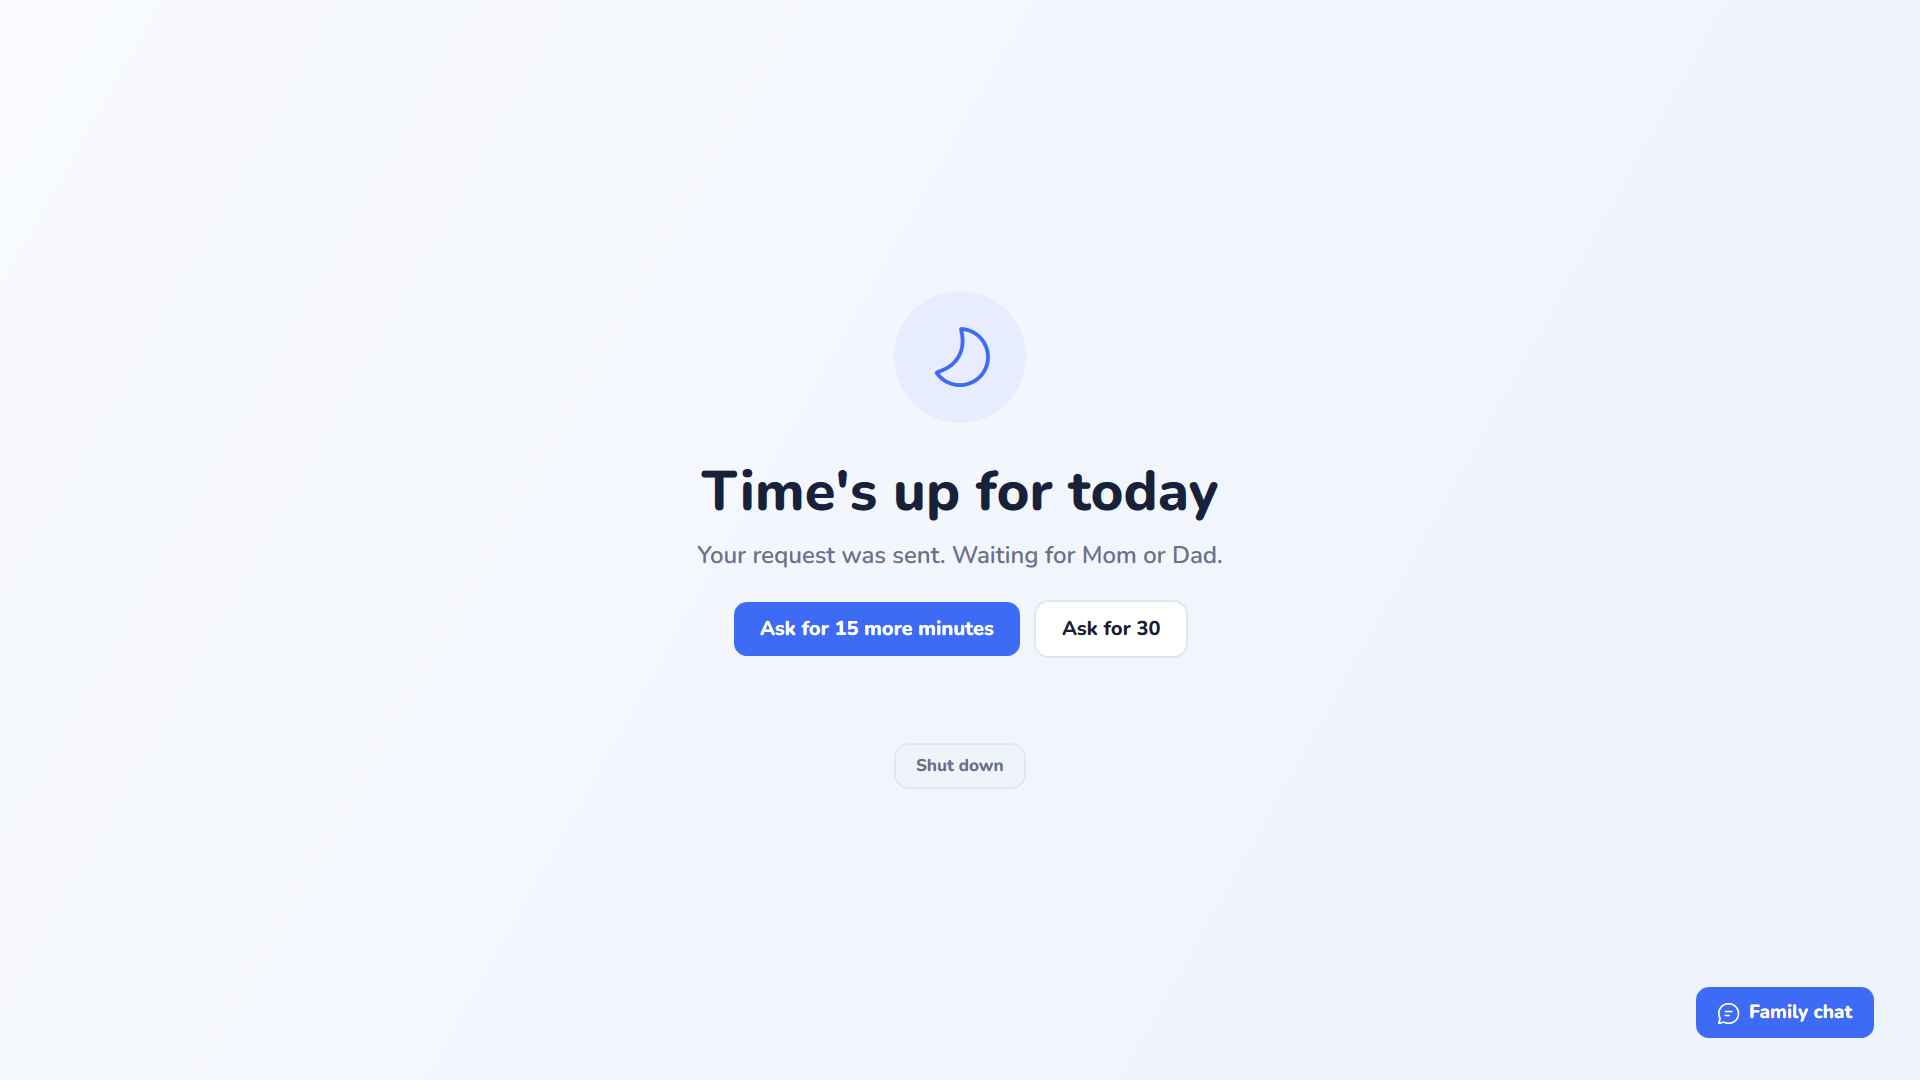 Time's up for today
Your request was sent. Waiting for Mom or Dad.
Ask for 15 more minutes
Ask for 30
Shut down
Family chat